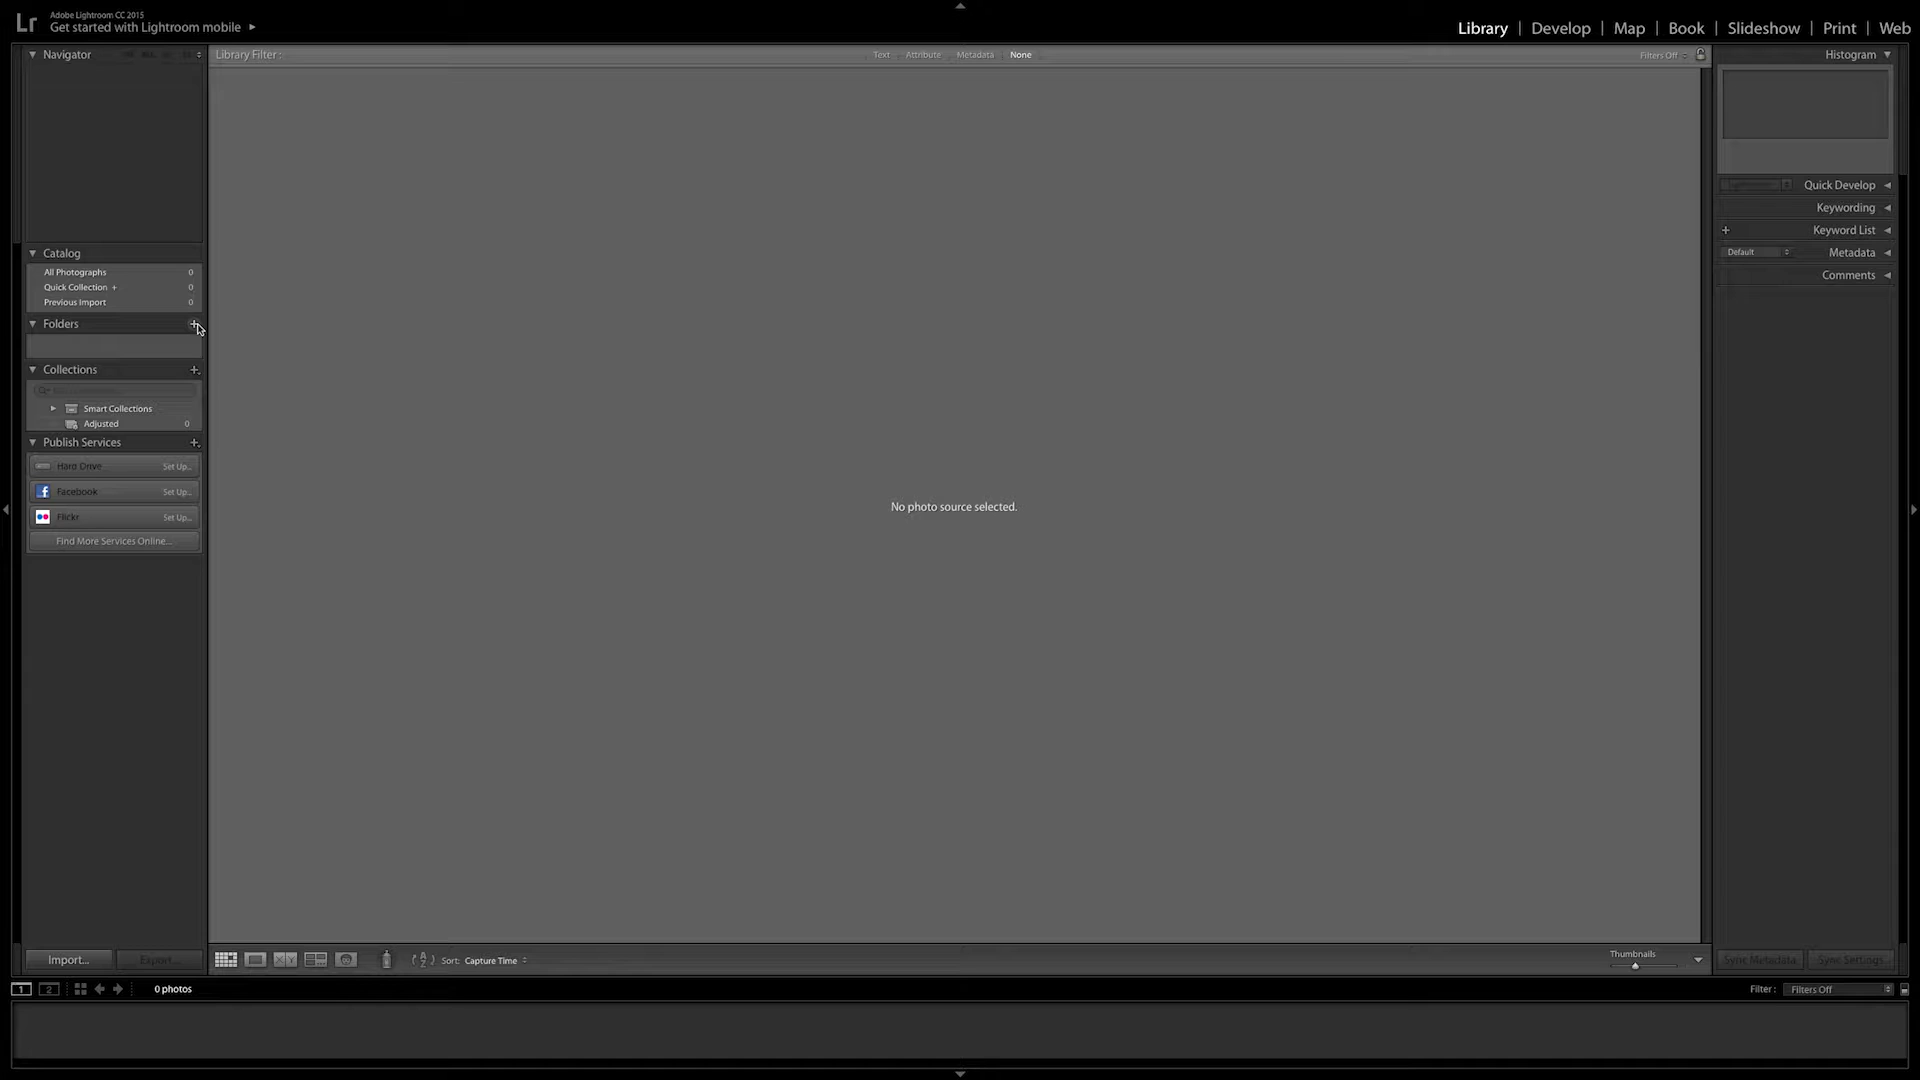 Lr
Adobe Lightroom CC 2015
Get started with Lightroom mobile
Library | Develop | Map | Book | Slideshow | Print | Web
Navigator
Library Filter :
Text
Attribute
Metadata
None
Filters Off
Histogram
Quick Develop
Keywording
Keyword List
Default
Metadata
Comments
Catalog
All Photographs 0
Quick Collection + 0
Previous Import 0
Folders
Collections
Smart Collections
Adjusted 0
Publish Services
Hard Drive Set Up...
Facebook Set Up...
Flickr Set Up...
Find More Services Online...
No photo source selected.
Import...
Export...
XY
Sort: Capture Time
Thumbnails
Sync Metadata
Sync Settings
1
2
0 photos
Filter :
Filters Off